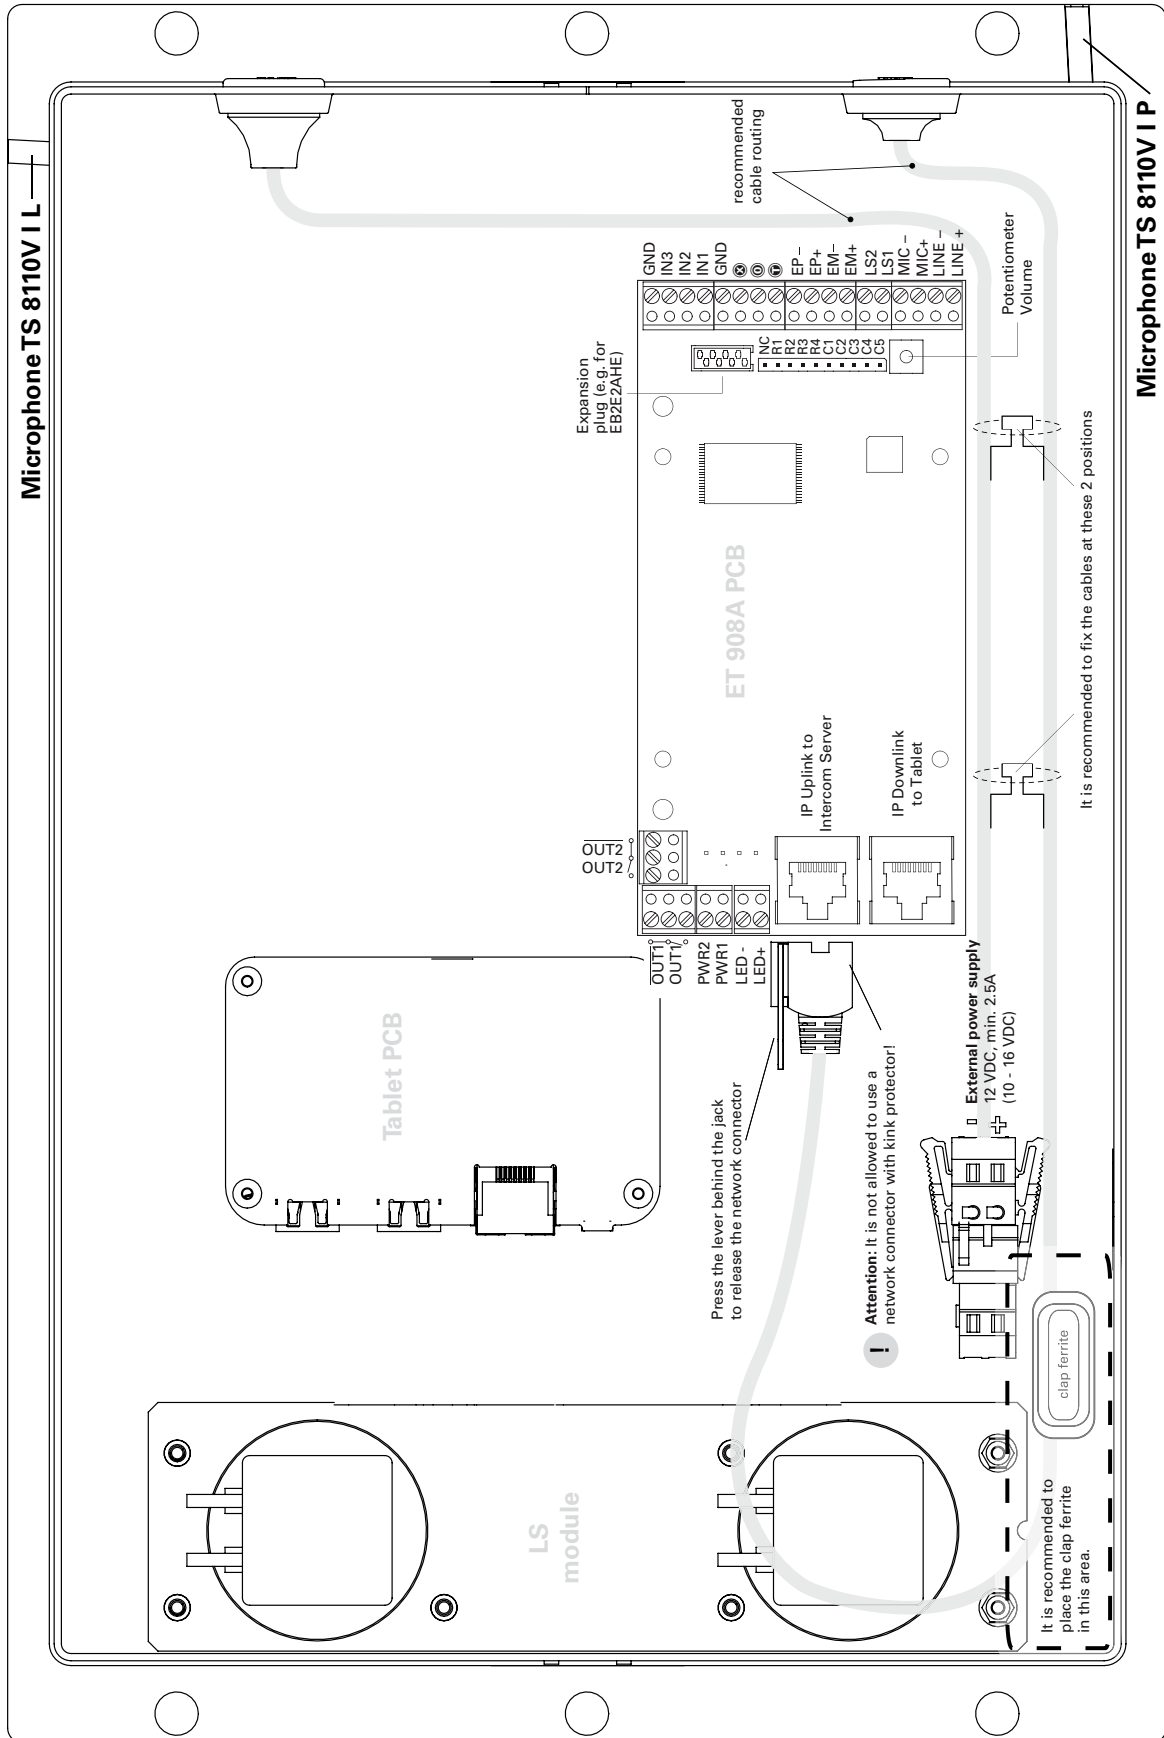 Microphone TS 8110V I L
Microphone TS 8110V I P
recommended
cable routing
GND
IN3
IN2
IN1
GND
X
0
T
EP –
EP+
EM–
EM+
LS2
LS1
MIC –
MIC+
LINE –
LINE +
Potentiometer
Volume
Expansion
plug (e.g. for
EB2E2AHE)
NC
R1
R2
R3
R4
C1
C2
C3
C4
C5
ET 908A PCB
It is recommended to fix the cables at these 2 positions
IP Uplink to
Intercom Server
IP Downlink
to Tablet
OUT2
OUT2
OUT1
OUT1
PWR2
PWR1
LED -
LED+
Tablet PCB
Press the lever behind the jack
to release the network connector
! Attention: It is not allowed to use a
network connector with kink protector!
External power supply
12 VDC, min. 2.5A
(10 - 16 VDC)
– +
clap ferrite
LS
module
It is recommended to
place the clap ferrite
in this area.